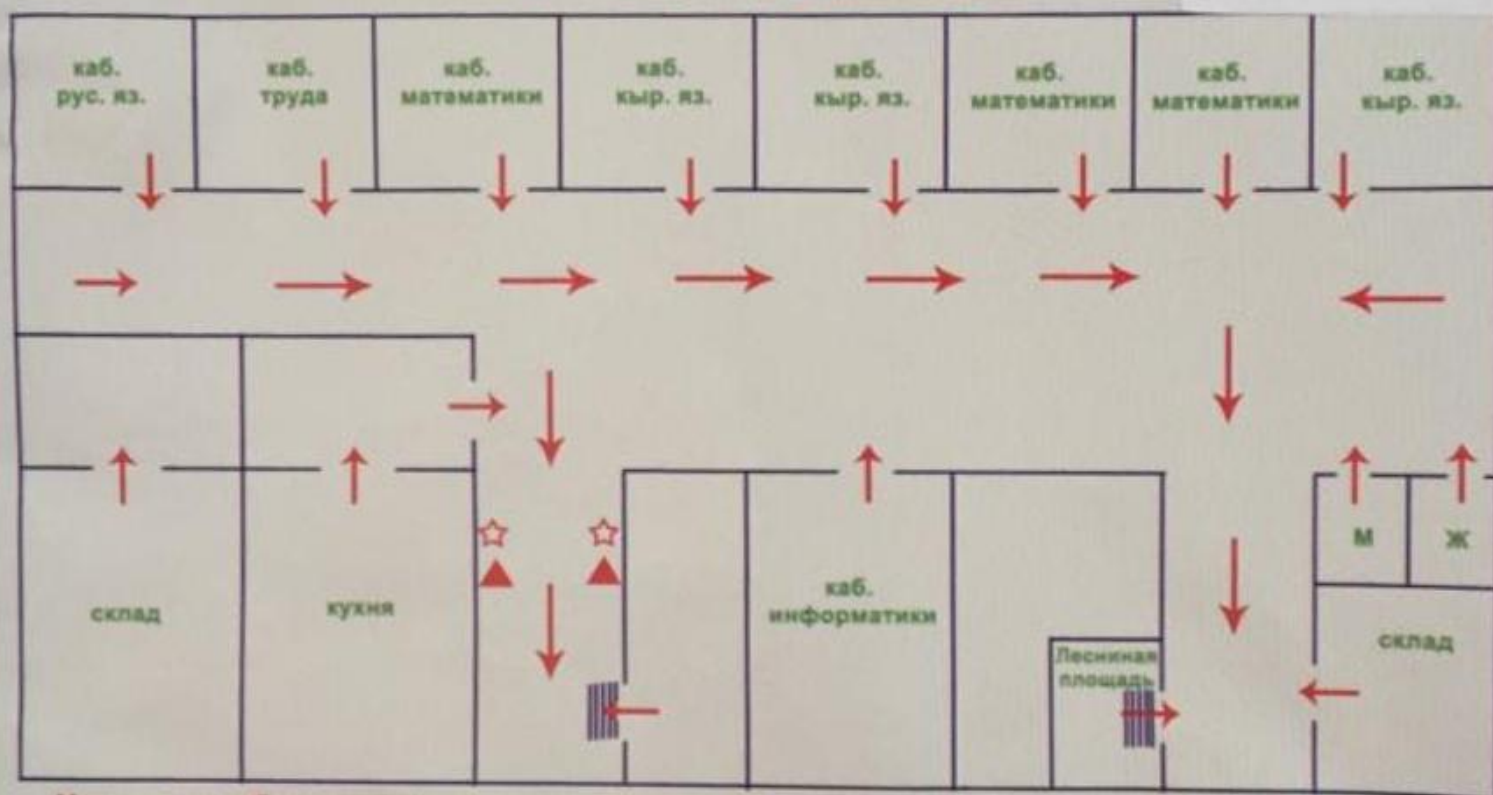 каб.
рус. яз.
каб.
труда
каб.
математики
каб.
кыр. яз.
каб.
кыр. яз.
каб.
математики
каб.
математики
каб.
кыр. яз.
склад
кухня
каб.
информатики
Лесниная
площадь
М
Ж
склад